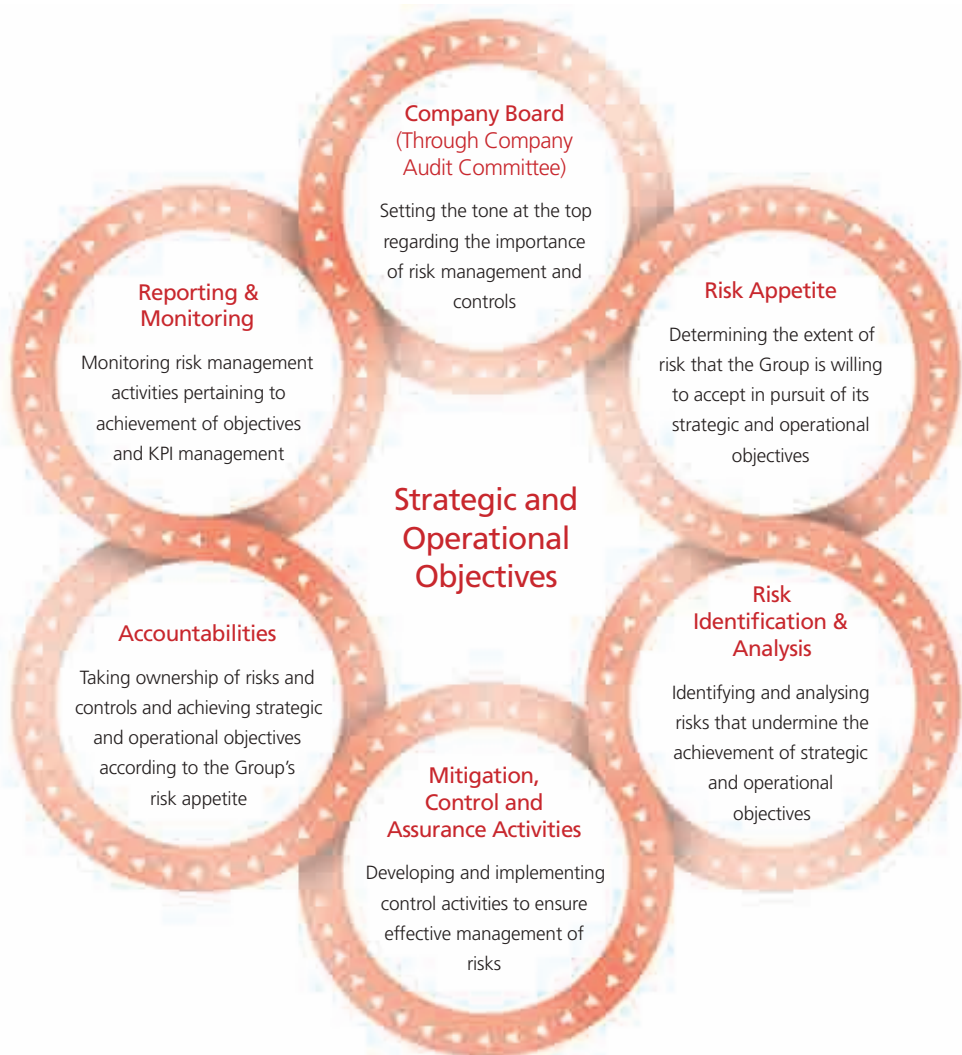 Company Board
(Through Company
Audit Committee)
Setting the tone at the top
regarding the importance
of risk management and
controls
Risk Appetite
Determining the extent of
risk that the Group is willing
to accept in pursuit of its
strategic and operational
objectives
Risk
Identification &
Analysis
Identifying and analysing
risks that undermine the
achievement of strategic
and operational
objectives
Mitigation,
Control and
Assurance Activities
Developing and implementing
control activities to ensure
effective management of
risks
Accountabilities
Taking ownership of risks and
controls and achieving strategic
and operational objectives
according to the Group's
risk appetite
Reporting &
Monitoring
Monitoring risk management
activities pertaining to
achievement of objectives
and KPI management
Strategic and
Operational
Objectives